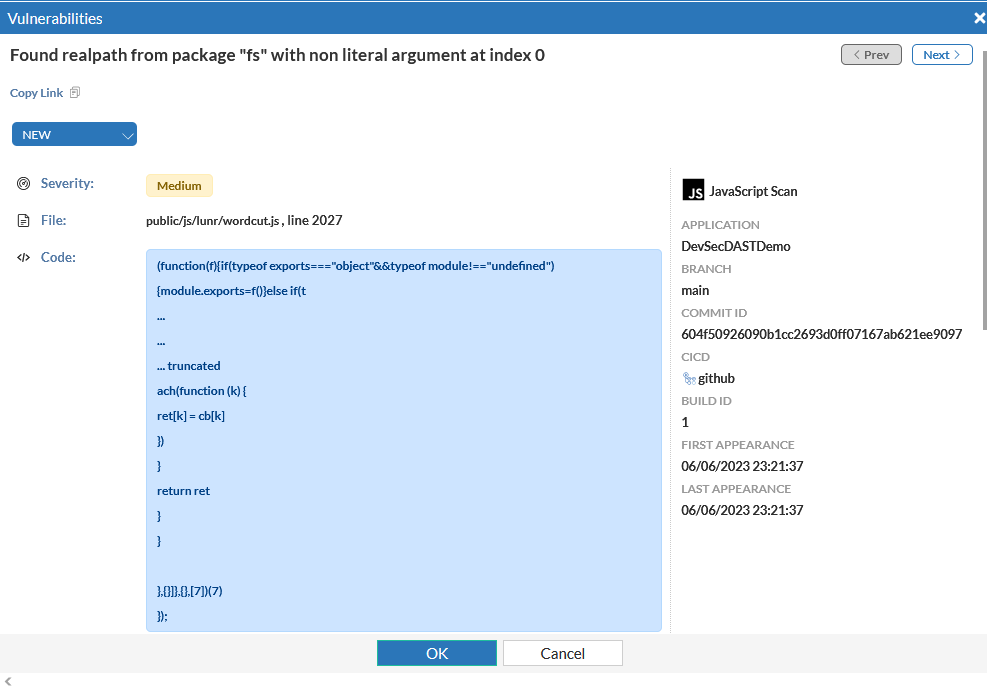 Vulnerabilities
Found realpath from package "fs" with non literal argument at index 0
Prev
Next
Copy Link
NEW
Severity:
Medium
File:
public/js/lunr/wordcut.js , line 2027
Code:
(function(f){if(typeof exports==="object"&&typeof module!=="undefined")
{module.exports=f()}else if(t
...
...
... truncated
ach(function (k) {
ret[k] = cb[k]
})
}
return ret
}
}
},{}]},{},[7])(7)
});
JS JavaScript Scan
APPLICATION
DevSecDASTDemo
BRANCH
main
COMMIT ID
604f50926090b1cc2693d0ff07167ab621ee9097
CICD
github
BUILD ID
1
FIRST APPEARANCE
06/06/2023 23:21:37
LAST APPEARANCE
06/06/2023 23:21:37
OK
Cancel